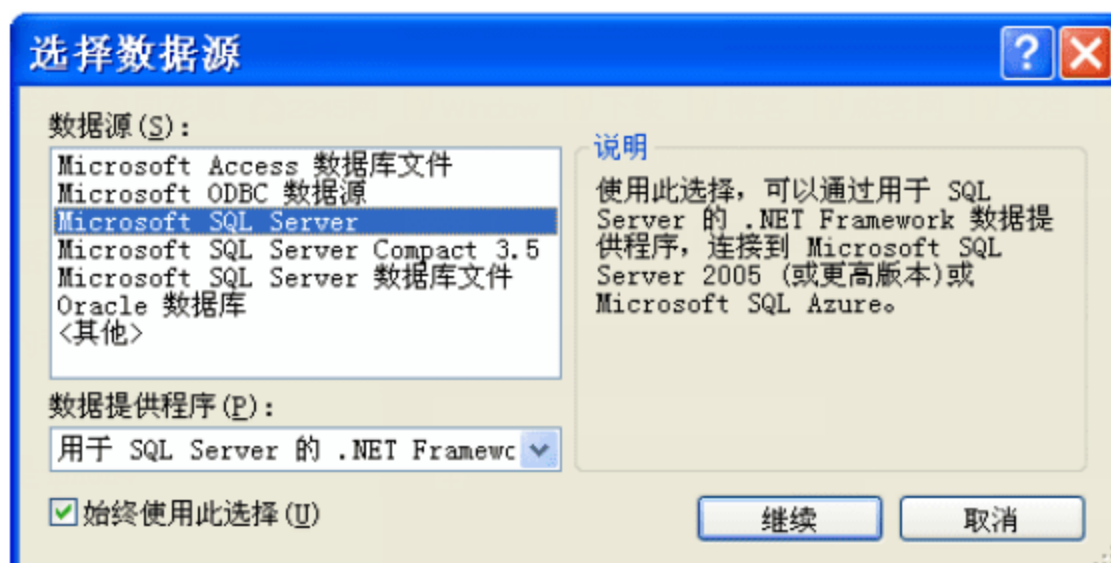 选择数据源
数据源(S):
Microsoft Access 数据库文件
Microsoft ODBC 数据源
Microsoft SQL Server
Microsoft SQL Server Compact 3.5
Microsoft SQL Server 数据库文件
Oracle 数据库
<其他>
说明
使用此选择，可以通过用于 SQL
Server 的 .NET Framework 数据提
供程序，连接到 Microsoft SQL
Server 2005 (或更高版本)或
Microsoft SQL Azure。
数据提供程序(P):
用于 SQL Server 的 .NET Framewc
始终使用此选择(U)
继续
取消